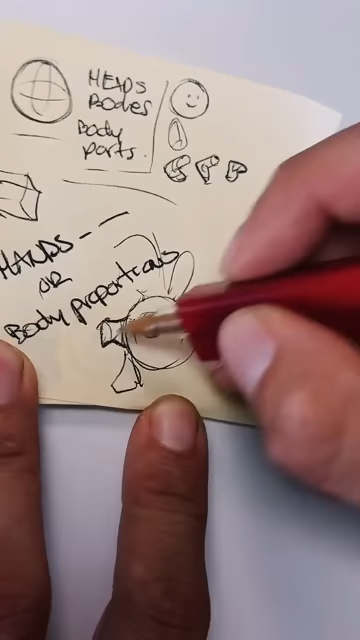 HEADS
Bodies
Body
parts.
HANDS
OR
Body proportions